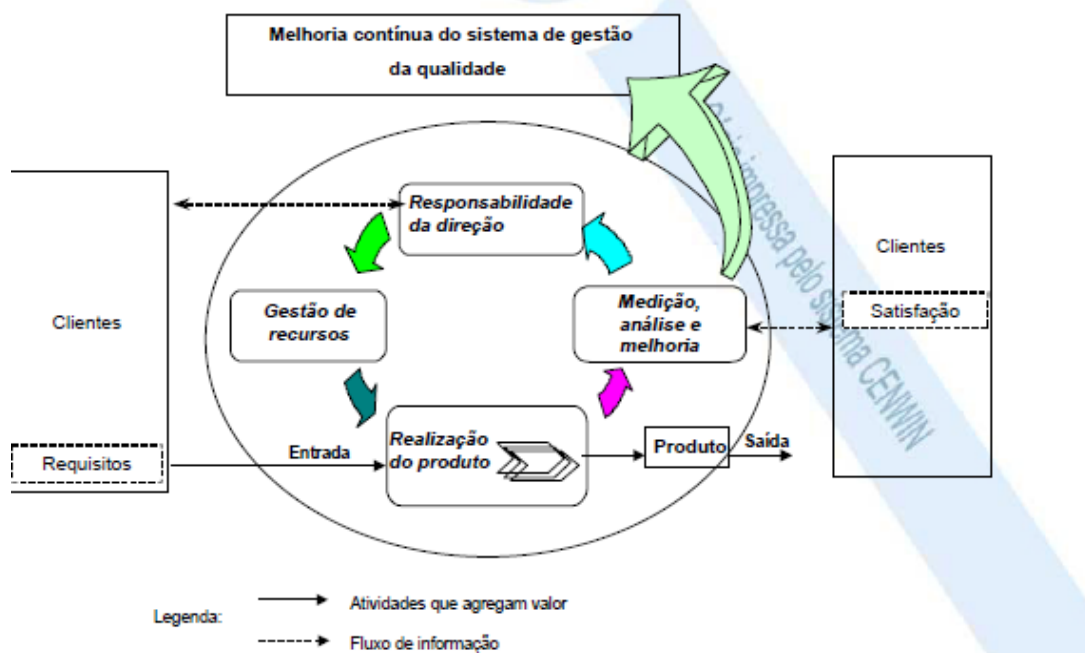 Melhoria contínua do sistema de gestão
da qualidade
Responsabilidade
da direção
Clientes
Gestão de
recursos
Medição,
análise e
melhoria
Clientes
Satisfação
Requisitos
Entrada
Realização
do produto
Produto
Saída
impressa pelo sistema CENWIN
Legenda:
Atividades que agregam valor
Fluxo de informação